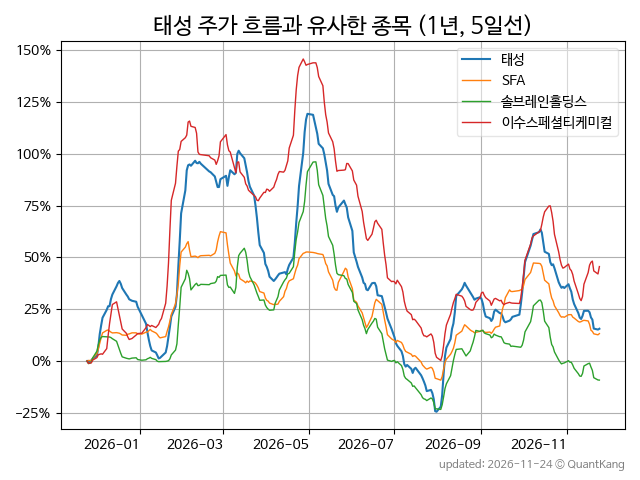 태성 주가 흐름과 유사한 종목 (1년, 5일선)
150%
125%
100%
75%
50%
25%
0%
−25%
태성
SFA
솔브레인홀딩스
이수스페셜티케미컬
2026-01 2026-03 2026-05 2026-07 2026-09 2026-11
updated: 2026-11-24 © QuantKang